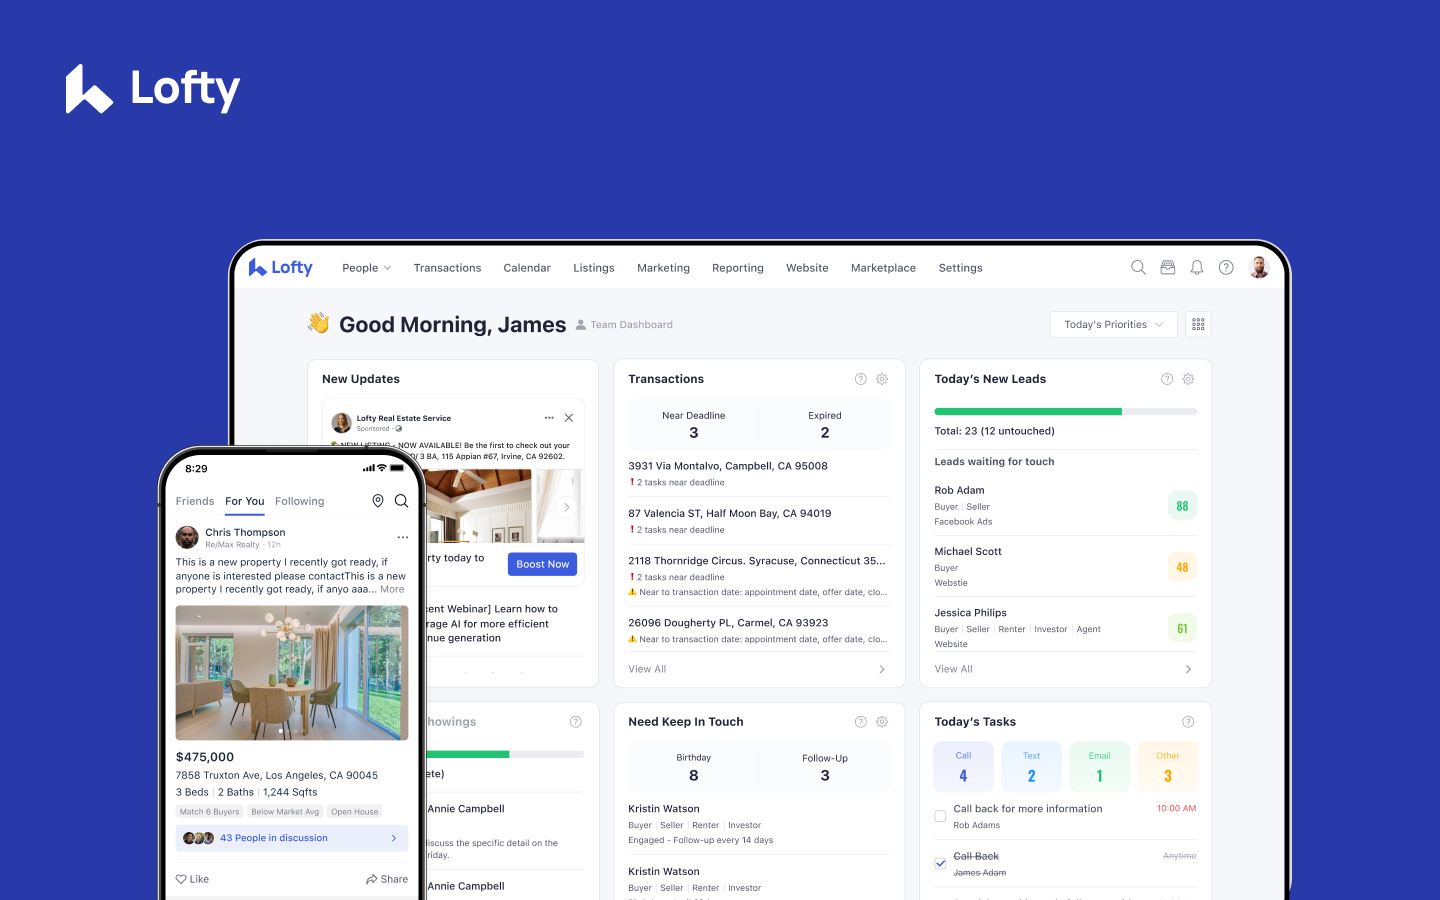 Lofty
Lofty
People
Transactions
Calendar
Listings
Marketing
Reporting
Website
Marketplace
Settings
Good Morning, James
Team Dashboard
Today's Priorities
New Updates
Lofty Real Estate Service
Sponsored ·
NEW LISTING - NOW AVAILABLE! Be the first to check out your
/ 3 BA, 115 Appian #67, Irvine, CA 92602.
rty today to
Boost Now
cent Webinar] Learn how to
rage AI for more efficient
nue generation
Transactions
Near Deadline
3
Expired
2
3931 Via Montalvo, Campbell, CA 95008
2 tasks near deadline
87 Valencia ST, Half Moon Bay, CA 94019
2 tasks near deadline
2118 Thornridge Circus. Syracuse, Connecticut 35...
2 tasks near deadline
Near to transaction date: appointment date, offer date, clo...
26096 Dougherty PL, Carmel, CA 93923
Near to transaction date: appointment date, offer date, clo...
View All
Today's New Leads
Total: 23 (12 untouched)
Leads waiting for touch
Rob Adam
Buyer | Seller
Facebook Ads
88
Michael Scott
Buyer
Webstie
48
Jessica Philips
Buyer | Seller | Renter | Investor | Agent
Website
61
View All
howings
ete)
Annie Campbell
discuss the specific detail on the
riday.
Annie Campbell
Need Keep In Touch
Birthday
8
Follow-Up
3
Kristin Watson
Buyer | Seller | Renter | Investor
Engaged - Follow-up every 14 days
Kristin Watson
Buyer | Seller | Renter | Investor
Today's Tasks
Call
4
Text
2
Email
1
Other
3
Call back for more information
10:00 AM
Rob Adams
Call Back
Anytime
James Adam
8:29
Friends
For You
Following
Chris Thompson
Re/Max Realty · 12h
This is a new property I recently got ready, if
anyone is interested please contactThis is a new
property I recently got ready, if anyo aaa... More
$475,000
7858 Truxton Ave, Los Angeles, CA 90045
3 Beds | 2 Baths | 1,244 Sqfts
Match 6 Buyers
Below Market Avg
Open House
43 People in discussion
Like
Share